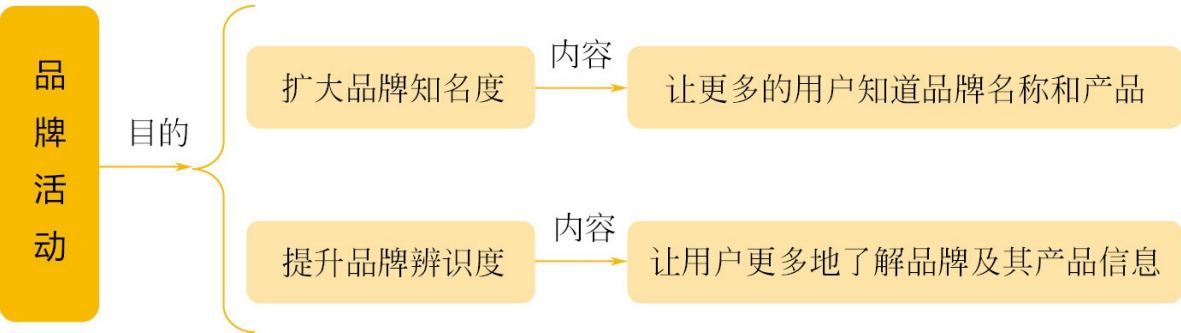 品牌活动
目的
扩大品牌知名度
内容
让更多的用户知道品牌名称和产品
提升品牌辨识度
内容
让用户更多地了解品牌及其产品信息